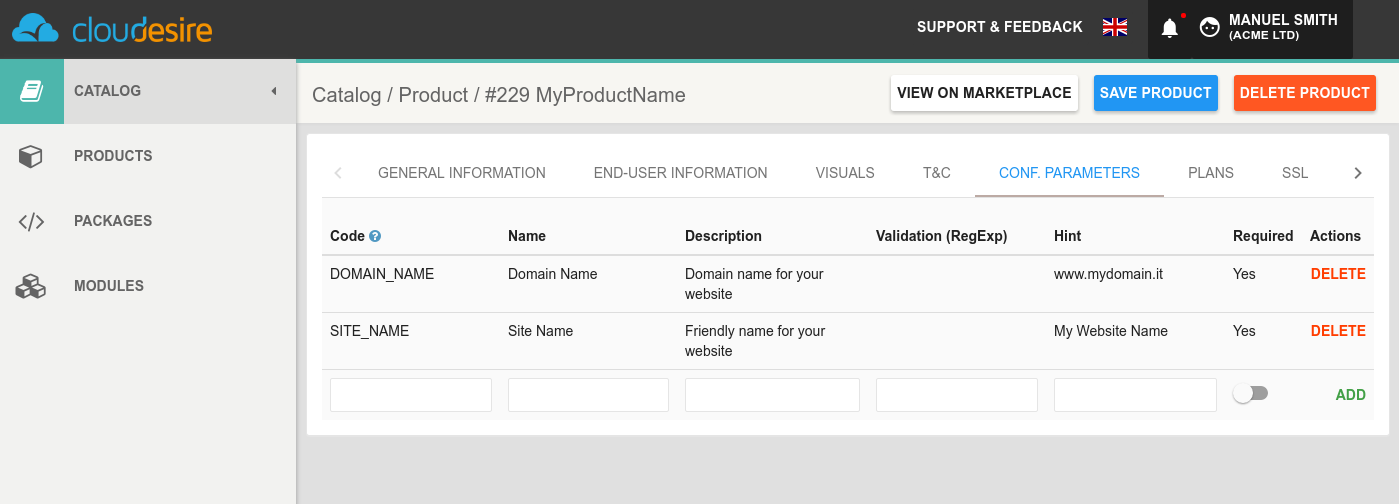 cloudesire
SUPPORT & FEEDBACK
MANUEL SMITH
(ACME LTD)
CATALOG
PRODUCTS
PACKAGES
MODULES
Catalog / Product / #229 MyProductName
VIEW ON MARKETPLACE
SAVE PRODUCT
DELETE PRODUCT
GENERAL INFORMATION
END-USER INFORMATION
VISUALS
T&C
CONF. PARAMETERS
PLANS
SSL
Code ?
Name
Description
Validation (RegExp)
Hint
Required
Actions
DOMAIN_NAME
Domain Name
Domain name for your
website
www.mydomain.it
Yes
DELETE
SITE_NAME
Site Name
Friendly name for your
website
My Website Name
Yes
DELETE
ADD